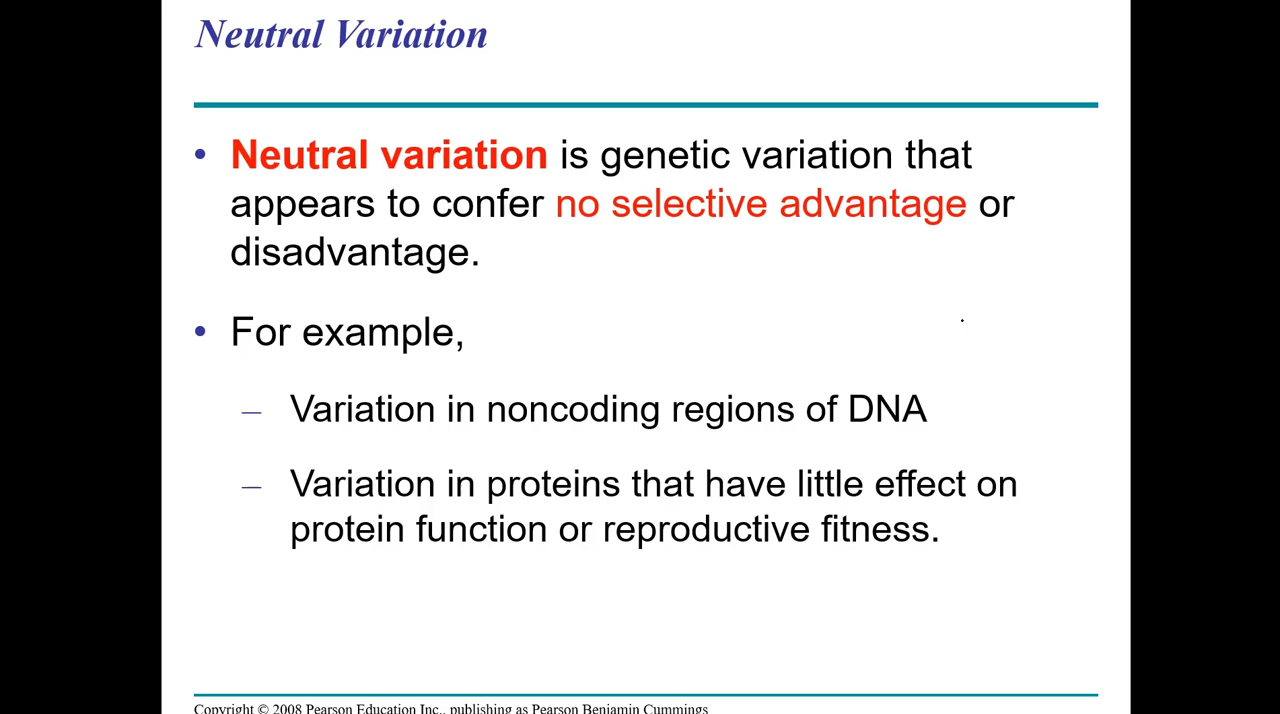 Neutral Variation
• Neutral variation is genetic variation that
appears to confer no selective advantage or
disadvantage.
• For example,
– Variation in noncoding regions of DNA
– Variation in proteins that have little effect on
protein function or reproductive fitness.
Copyright © 2008 Pearson Education Inc., publishing as Pearson Benjamin Cummings